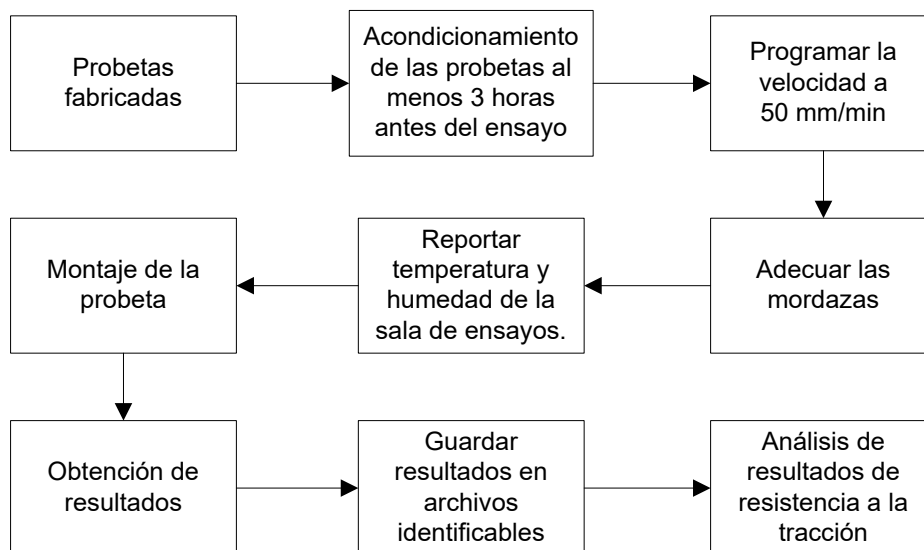 Probetas
fabricadas
Acondicionamiento
de las probetas al
menos 3 horas
antes del ensayo
Programar la
velocidad a
50 mm/min
Adecuar las
mordazas
Reportar
temperatura y
humedad de la
sala de ensayos.
Montaje de la
probeta
Obtención de
resultados
Guardar
resultados en
archivos
identificables
Análisis de
resultados de
resistencia a la
tracción